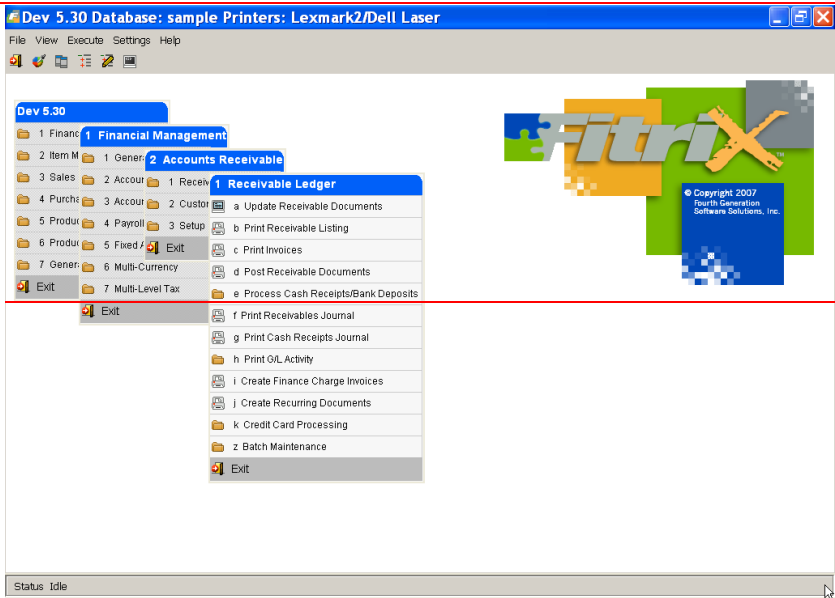 Dev 5.30 Database: sample Printers: Lexmark2/Dell Laser
File View Execute Settings Help
Dev 5.30
1 Financ
2 Item M
3 Sales
4 Purcha
5 Produc
6 Produc
7 Genera
Exit
1 Financial Management
1 Genera
2 Accoun
3 Accoun
4 Payroll
5 Fixed A
6 Multi-Currency
7 Multi-Level Tax
Exit
2 Accounts Receivable
1 Receiv
2 Custor
3 Setup
Exit
1 Receivable Ledger
a Update Receivable Documents
b Print Receivable Listing
c Print Invoices
d Post Receivable Documents
e Process Cash Receipts/Bank Deposits
f Print Receivables Journal
g Print Cash Receipts Journal
h Print G/L Activity
i Create Finance Charge Invoices
j Create Recurring Documents
k Credit Card Processing
z Batch Maintenance
Exit
Fitrix
TM
© Copyright 2007
Fourth Generation
Software Solutions, Inc.
Status Idle